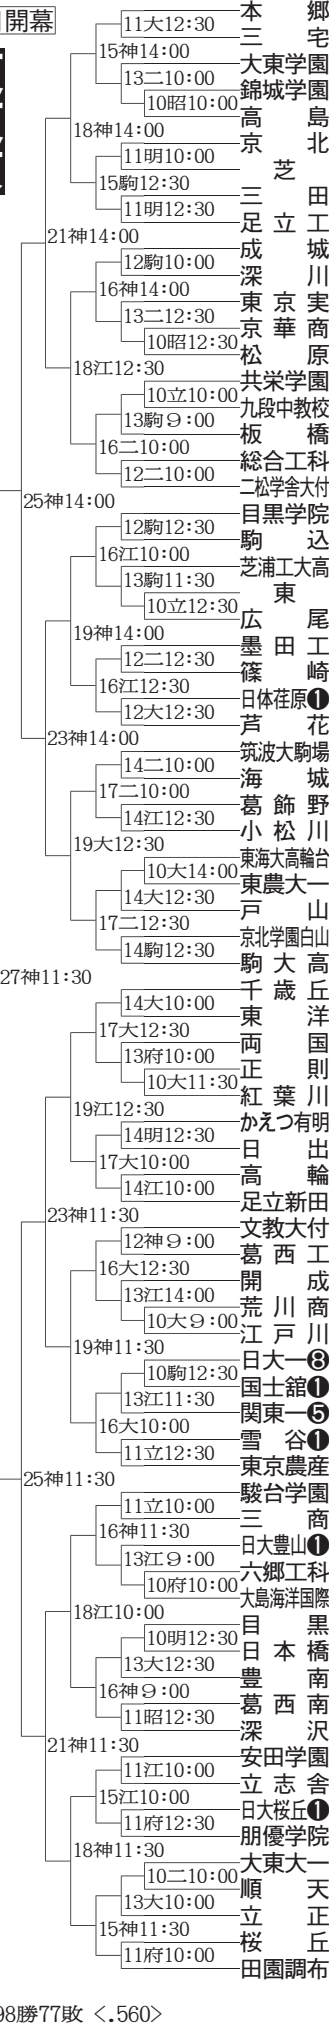 開幕
本郷
11大12:30
三宅
15神14:00
大東学園
13二10:00
錦城学園
10昭10:00
高島
18神14:00
京北
11明10:00
芝
15駒12:30
三田
11明12:30
足立工
21神14:00
成城
12駒10:00
深川
16神14:00
東京実
13二12:30
京華商
10昭12:30
松原
18江12:30
共栄学園
10立10:00
九段中教校
13駒9:00
板橋
16二10:00
総合工科
12二10:00
二松学舎大付
25神14:00
目黒学院
12駒12:30
駒込
16江10:00
芝浦工大高
13駒11:30
東
10立12:30
広尾
19神14:00
墨田工
12二12:30
篠崎
16江12:30
日体荏原❶
12大12:30
芦花
23神14:00
筑波大駒場
14二10:00
海城
17二10:00
葛飾野
14江12:30
小松川
19大12:30
東海大高輪台
10大14:00
東農大一
14大12:30
戸山
17二12:30
京北学園白山
14駒12:30
駒大高
27神11:30
千歳丘
14大10:00
東洋
17大12:30
両国
13府10:00
正則
10大11:30
紅葉川
19江12:30
かえつ有明
14明12:30
日出
17大10:00
高輪
14江10:00
足立新田
23神11:30
文教大付
12神9:00
葛西工
16大12:30
開成
13江14:00
荒川商
10大9:00
江戸川
19神11:30
日大一❽
10駒12:30
国士舘❶
13江11:30
関東一❺
16大10:00
雪谷❶
11立12:30
東京農産
25神11:30
駿台学園
11立10:00
三商
16神11:30
日大豊山❶
13江9:00
六郷工科
10府10:00
大島海洋国際
18江10:00
目黒
10明12:30
日本橋
13大12:30
豊南
16神9:00
葛西南
11昭12:30
深沢
21神11:30
安田学園
11江10:00
立志舎
15江10:00
日大桜丘❶
11府12:30
朋優学院
18神11:30
大東大一
10二10:00
順天
13大10:00
立正
15神11:30
桜丘
11府10:00
田園調布
98勝77敗 <.560>